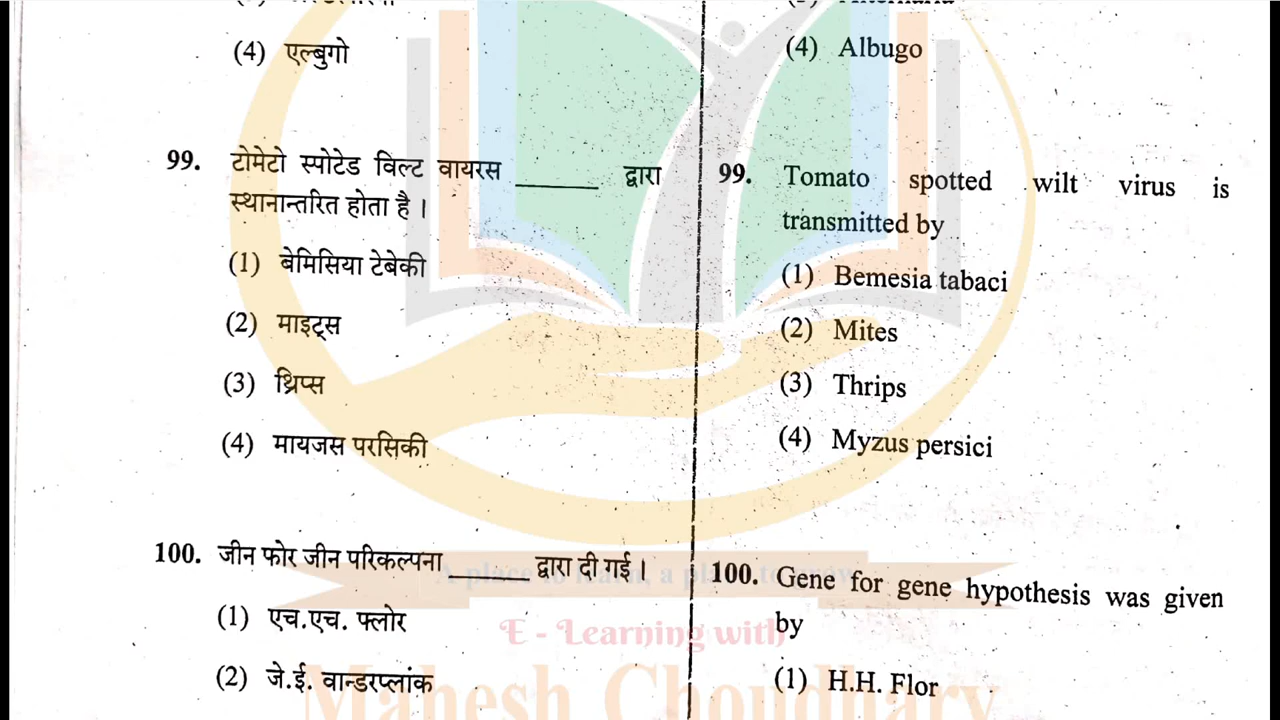 (4) एल्बुगो
99. टोमेटो स्पोटेड विल्ट वायरस ______ द्वारा
स्थानान्तरित होता है ।
(1) बेमिसिया टेबेकी
(2) माइट्स
(3) थ्रिप्स
(4) मायजस परसिकी
100. जीन फोर जीन परिकल्पना ______ द्वारा दी गई ।
(1) एच.एच. फ्लोर
(2) जे.ई. वान्डरप्लांक
(4) Albugo
99. Tomato spotted wilt virus is
transmitted by
(1) Bemesia tabaci
(2) Mites
(3) Thrips
(4) Myzus persici
100. Gene for gene hypothesis was given
by
(1) H.H. Flor
E - Learning with
Mahesh Choudhary